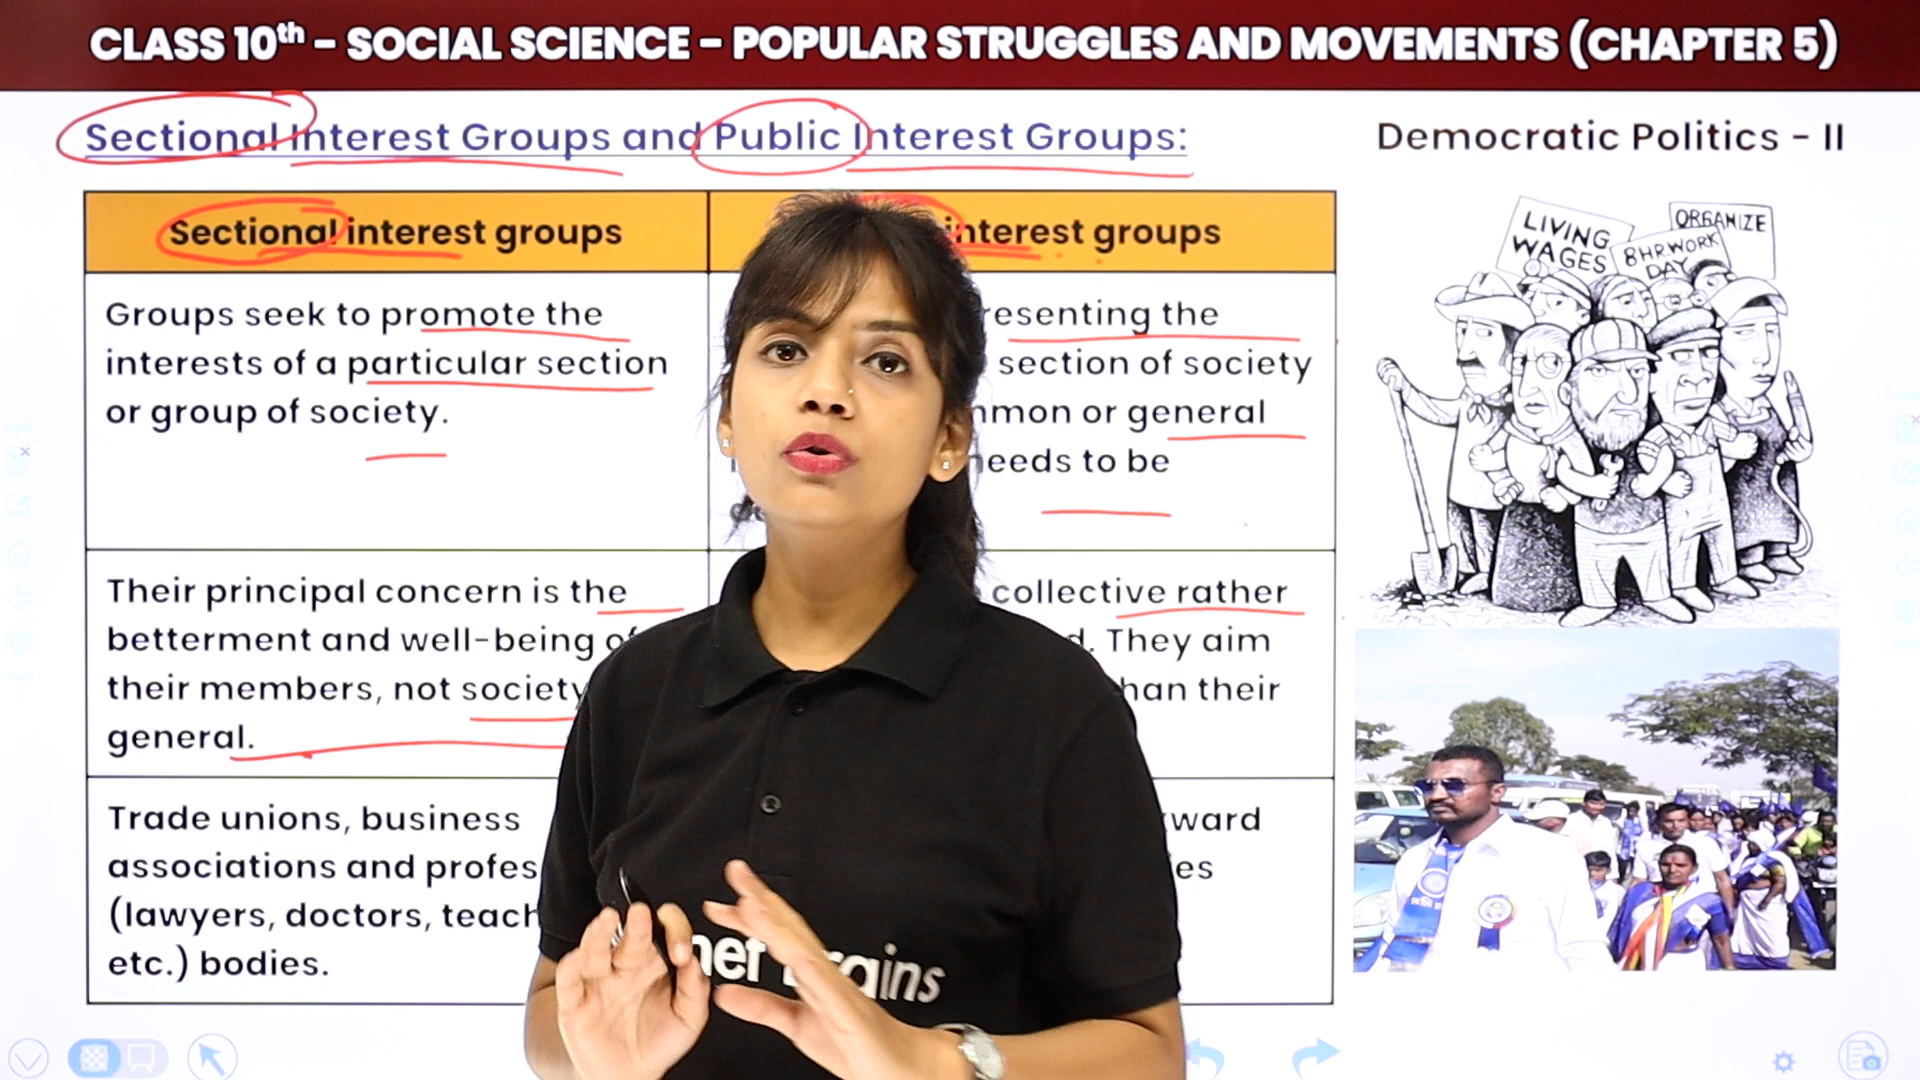 CLASS 10th - SOCIAL SCIENCE - POPULAR STRUGGLES AND MOVEMENTS (CHAPTER 5)
Sectional Interest Groups and Public Interest Groups:
Democratic Politics - II
Sectional interest groups
interest groups
Groups seek to promote the
interests of a particular section
or group of society.
resenting the
section of society
mmon or general
needs to be
Their principal concern is the
betterment and well-being of
their members, not society
general.
collective rather
d. They aim
han their
Trade unions, business
associations and profes
(lawyers, doctors, teach
etc.) bodies.
ward
es
LIVING
WAGES
8HR WORK
DAY
ORGANIZE
net Brains